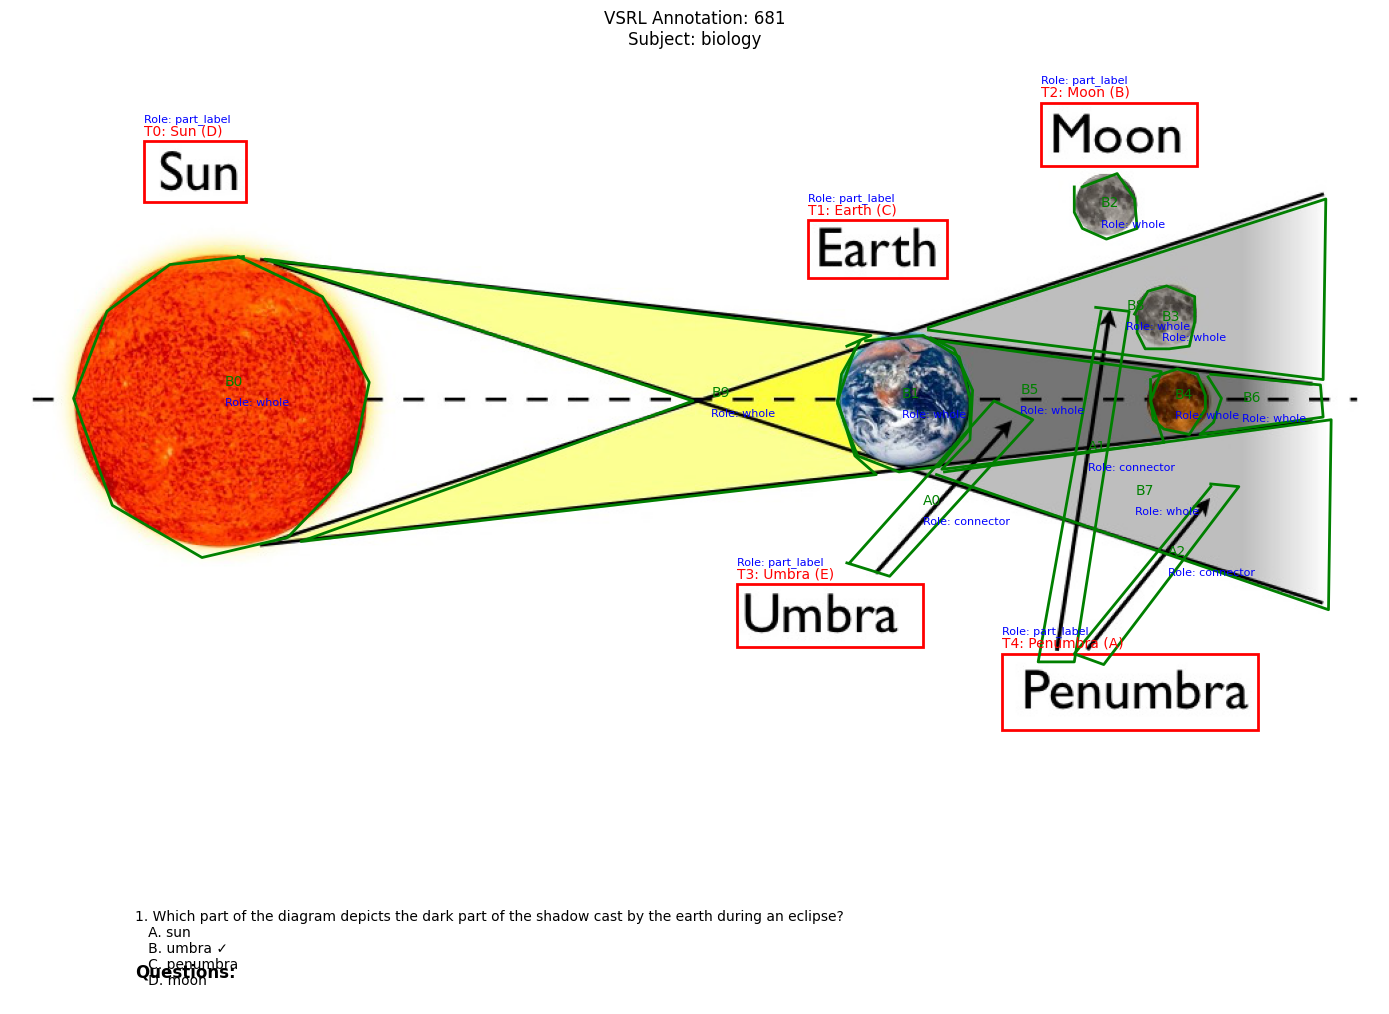 VSRL Annotation: 681
Subject: biology
Role: part_label
T2: Moon (B)
Moon
Role: part_label
T0: Sun (D)
Sun
Role: part_label
T1: Earth (C)
Earth
B2
Role: whole
B8
Role: whole
B3
Role: whole
B0
Role: whole
B9
Role: whole
B1
Role: whole
B5
Role: whole
B4
Role: whole
B6
Role: whole
A1
Role: connector
B7
Role: whole
A0
Role: connector
A2
Role: connector
Role: part_label
T3: Umbra (E)
Umbra
Role: part_label
T4: Penumbra (A)
Penumbra
1. Which part of the diagram depicts the dark part of the shadow cast by the earth during an eclipse?
A. sun
B. umbra ✓
C. penumbra
Questions:
D. moon